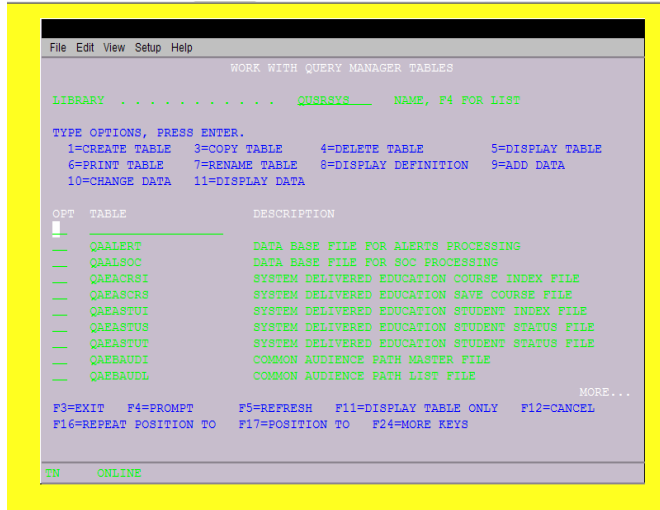 File Edit View Setup Help
WORK WITH QUERY MANAGER TABLES
LIBRARY . . . . . . . . . . . QUSRSYS NAME, F4 FOR LIST
TYPE OPTIONS, PRESS ENTER.
1=CREATE TABLE 3=COPY TABLE 4=DELETE TABLE 5=DISPLAY TABLE
6=PRINT TABLE 7=RENAME TABLE 8=DISPLAY DEFINITION 9=ADD DATA
10=CHANGE DATA 11=DISPLAY DATA
OPT TABLE DESCRIPTION
QAALERT DATA BASE FILE FOR ALERTS PROCESSING
QAALSOC DATA BASE FILE FOR SOC PROCESSING
QAEACRSI SYSTEM DELIVERED EDUCATION COURSE INDEX FILE
QAEASCRS SYSTEM DELIVERED EDUCATION SAVE COURSE FILE
QAEASTUI SYSTEM DELIVERED EDUCATION STUDENT INDEX FILE
QAEASTUS SYSTEM DELIVERED EDUCATION STUDENT STATUS FILE
QAEASTUT SYSTEM DELIVERED EDUCATION STUDENT STATUS FILE
QAEBAUDI COMMON AUDIENCE PATH MASTER FILE
QAEBAUDL COMMON AUDIENCE PATH LIST FILE
MORE...
F3=EXIT F4=PROMPT F5=REFRESH F11=DISPLAY TABLE ONLY F12=CANCEL
F16=REPEAT POSITION TO F17=POSITION TO F24=MORE KEYS
TN ONLINE